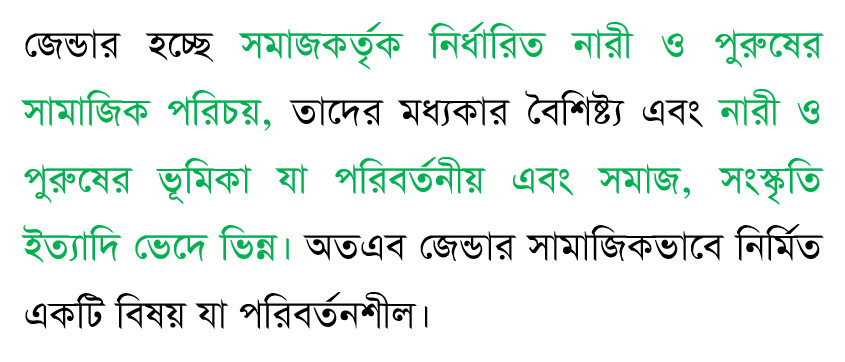 জেন্ডার হচ্ছে সমাজকর্তৃক নির্ধারিত নারী ও পুরুষের
সামাজিক পরিচয়, তাদের মধ্যকার বৈশিষ্ট্য এবং নারী ও
পুরুষের ভূমিকা যা পরিবর্তনীয় এবং সমাজ, সংস্কৃতি
ইত্যাদি ভেদে ভিন্ন। অতএব জেন্ডার সামাজিকভাবে নির্মিত
একটি বিষয় যা পরিবর্তনশীল।